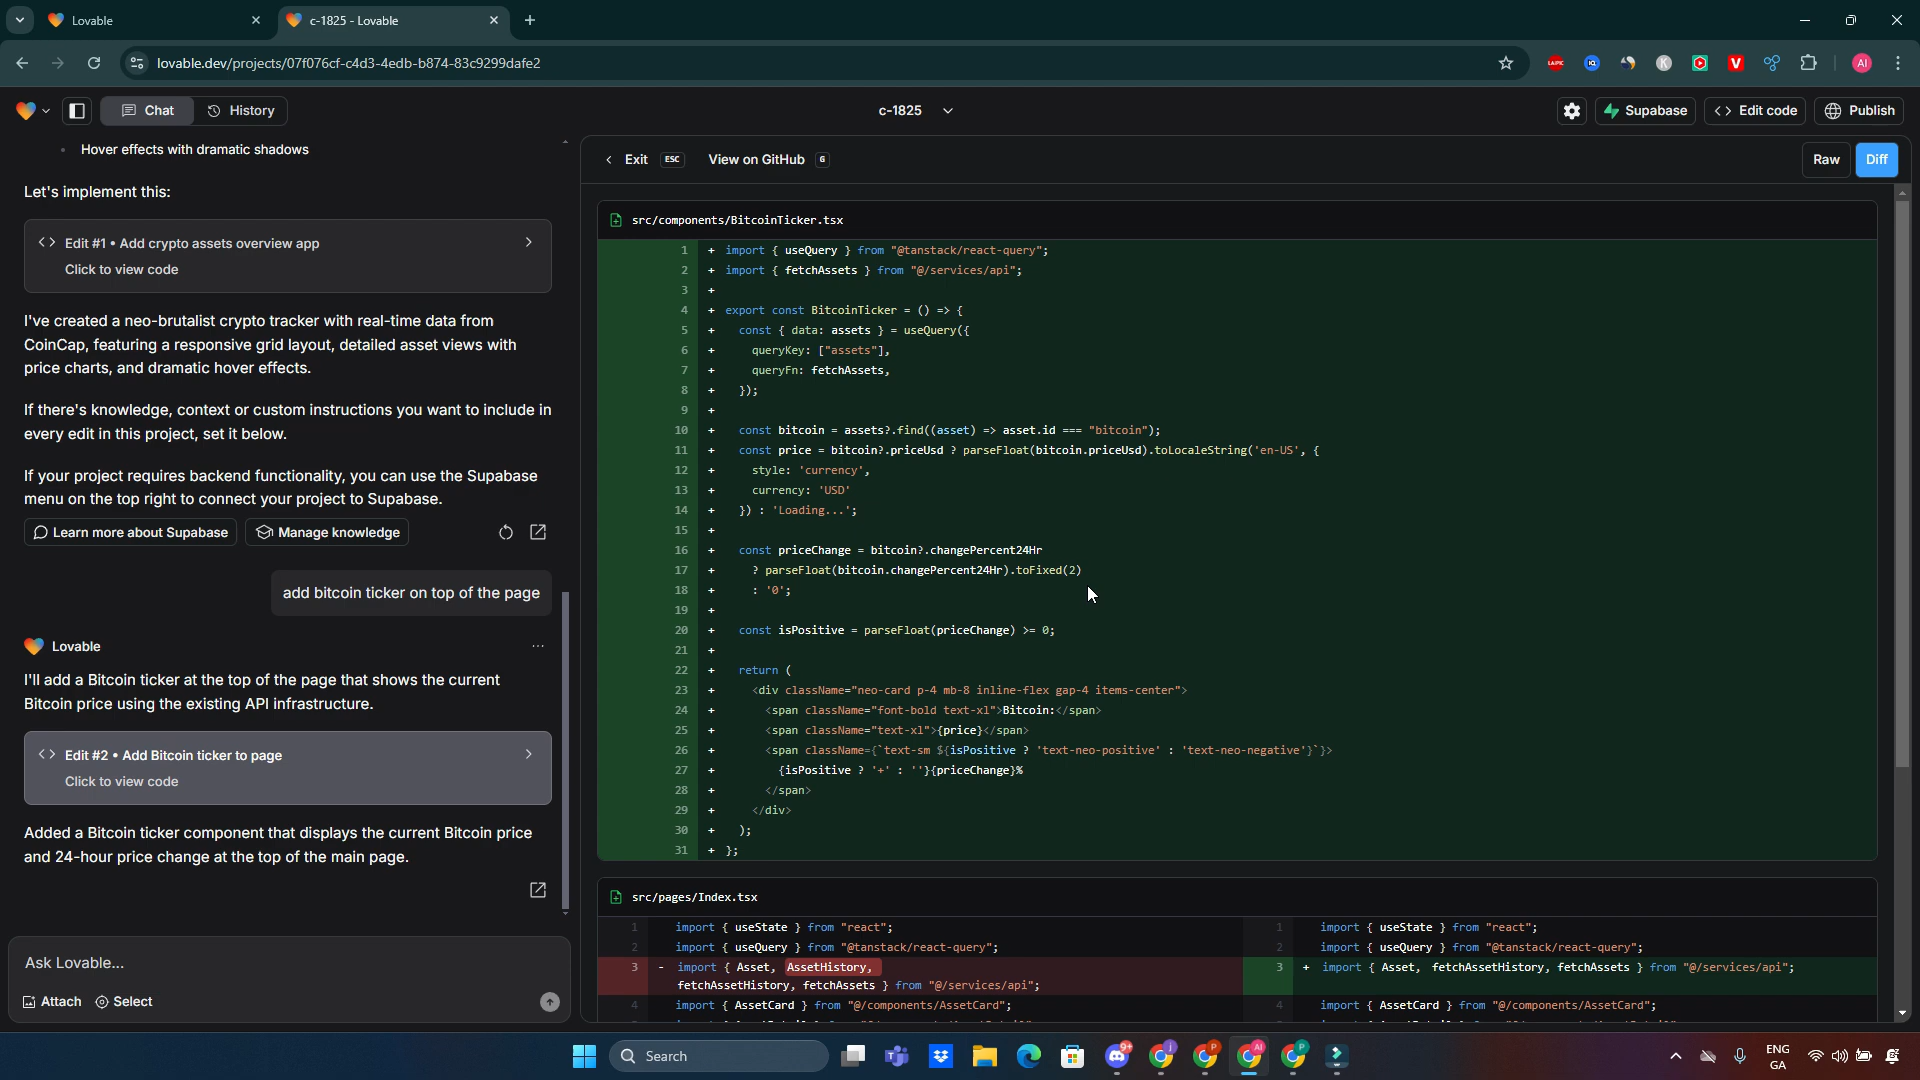 Lovable
c-1825 - Lovable
lovable.dev/projects/07f076cf-c4d3-4edb-b874-83c9299dafe2
Chat
History
c-1825
Supabase
<> Edit code
Publish
Hover effects with dramatic shadows
Let's implement this:
<> Edit #1 • Add crypto assets overview app
Click to view code
I've created a neo-brutalist crypto tracker with real-time data from
CoinCap, featuring a responsive grid layout, detailed asset views with
price charts, and dramatic hover effects.
If there's knowledge, context or custom instructions you want to include in
every edit in this project, set it below.
If your project requires backend functionality, you can use the Supabase
menu on the top right to connect your project to Supabase.
Learn more about Supabase
Manage knowledge
add bitcoin ticker on top of the page
Lovable
I'll add a Bitcoin ticker at the top of the page that shows the current
Bitcoin price using the existing API infrastructure.
<> Edit #2 • Add Bitcoin ticker to page
Click to view code
Added a Bitcoin ticker component that displays the current Bitcoin price
and 24-hour price change at the top of the main page.
Ask Lovable...
Attach
Select
Exit ESC
View on GitHub G
Raw
Diff
src/components/BitcoinTicker.tsx
1 + import { useQuery } from "@tanstack/react-query";
2 + import { fetchAssets } from "@/services/api";
3 +
4 + export const BitcoinTicker = () => {
5 + const { data: assets } = useQuery({
6 + queryKey: ["assets"],
7 + queryFn: fetchAssets,
8 + });
9 +
10 + const bitcoin = assets?.find((asset) => asset.id === "bitcoin");
11 + const price = bitcoin?.priceUsd ? parseFloat(bitcoin.priceUsd).toLocaleString('en-US', {
12 + style: 'currency',
13 + currency: 'USD'
14 + }) : 'Loading...';
15 +
16 + const priceChange = bitcoin?.changePercent24Hr
17 + ? parseFloat(bitcoin.changePercent24Hr).toFixed(2)
18 + : '0';
19 +
20 + const isPositive = parseFloat(priceChange) >= 0;
21 +
22 + return (
23 + <div className="neo-card p-4 mb-8 inline-flex gap-4 items-center">
24 + <span className="font-bold text-xl">Bitcoin:</span>
25 + <span className="text-xl">{price}</span>
26 + <span className={`text-sm ${isPositive ? 'text-neo-positive' : 'text-neo-negative'}`}>
27 + {isPositive ? '+' : ''}{priceChange}%
28 + </span>
29 + </div>
30 + );
31 + };
src/pages/Index.tsx
1 import { useState } from "react";
2 import { useQuery } from "@tanstack/react-query";
3 - import { Asset, AssetHistory,
fetchAssetHistory, fetchAssets } from "@/services/api";
4 import { AssetCard } from "@/components/AssetCard";
1 import { useState } from "react";
2 import { useQuery } from "@tanstack/react-query";
3 + import { Asset, fetchAssetHistory, fetchAssets } from "@/services/api";
4 import { AssetCard } from "@/components/AssetCard";
Search
ENG
GA